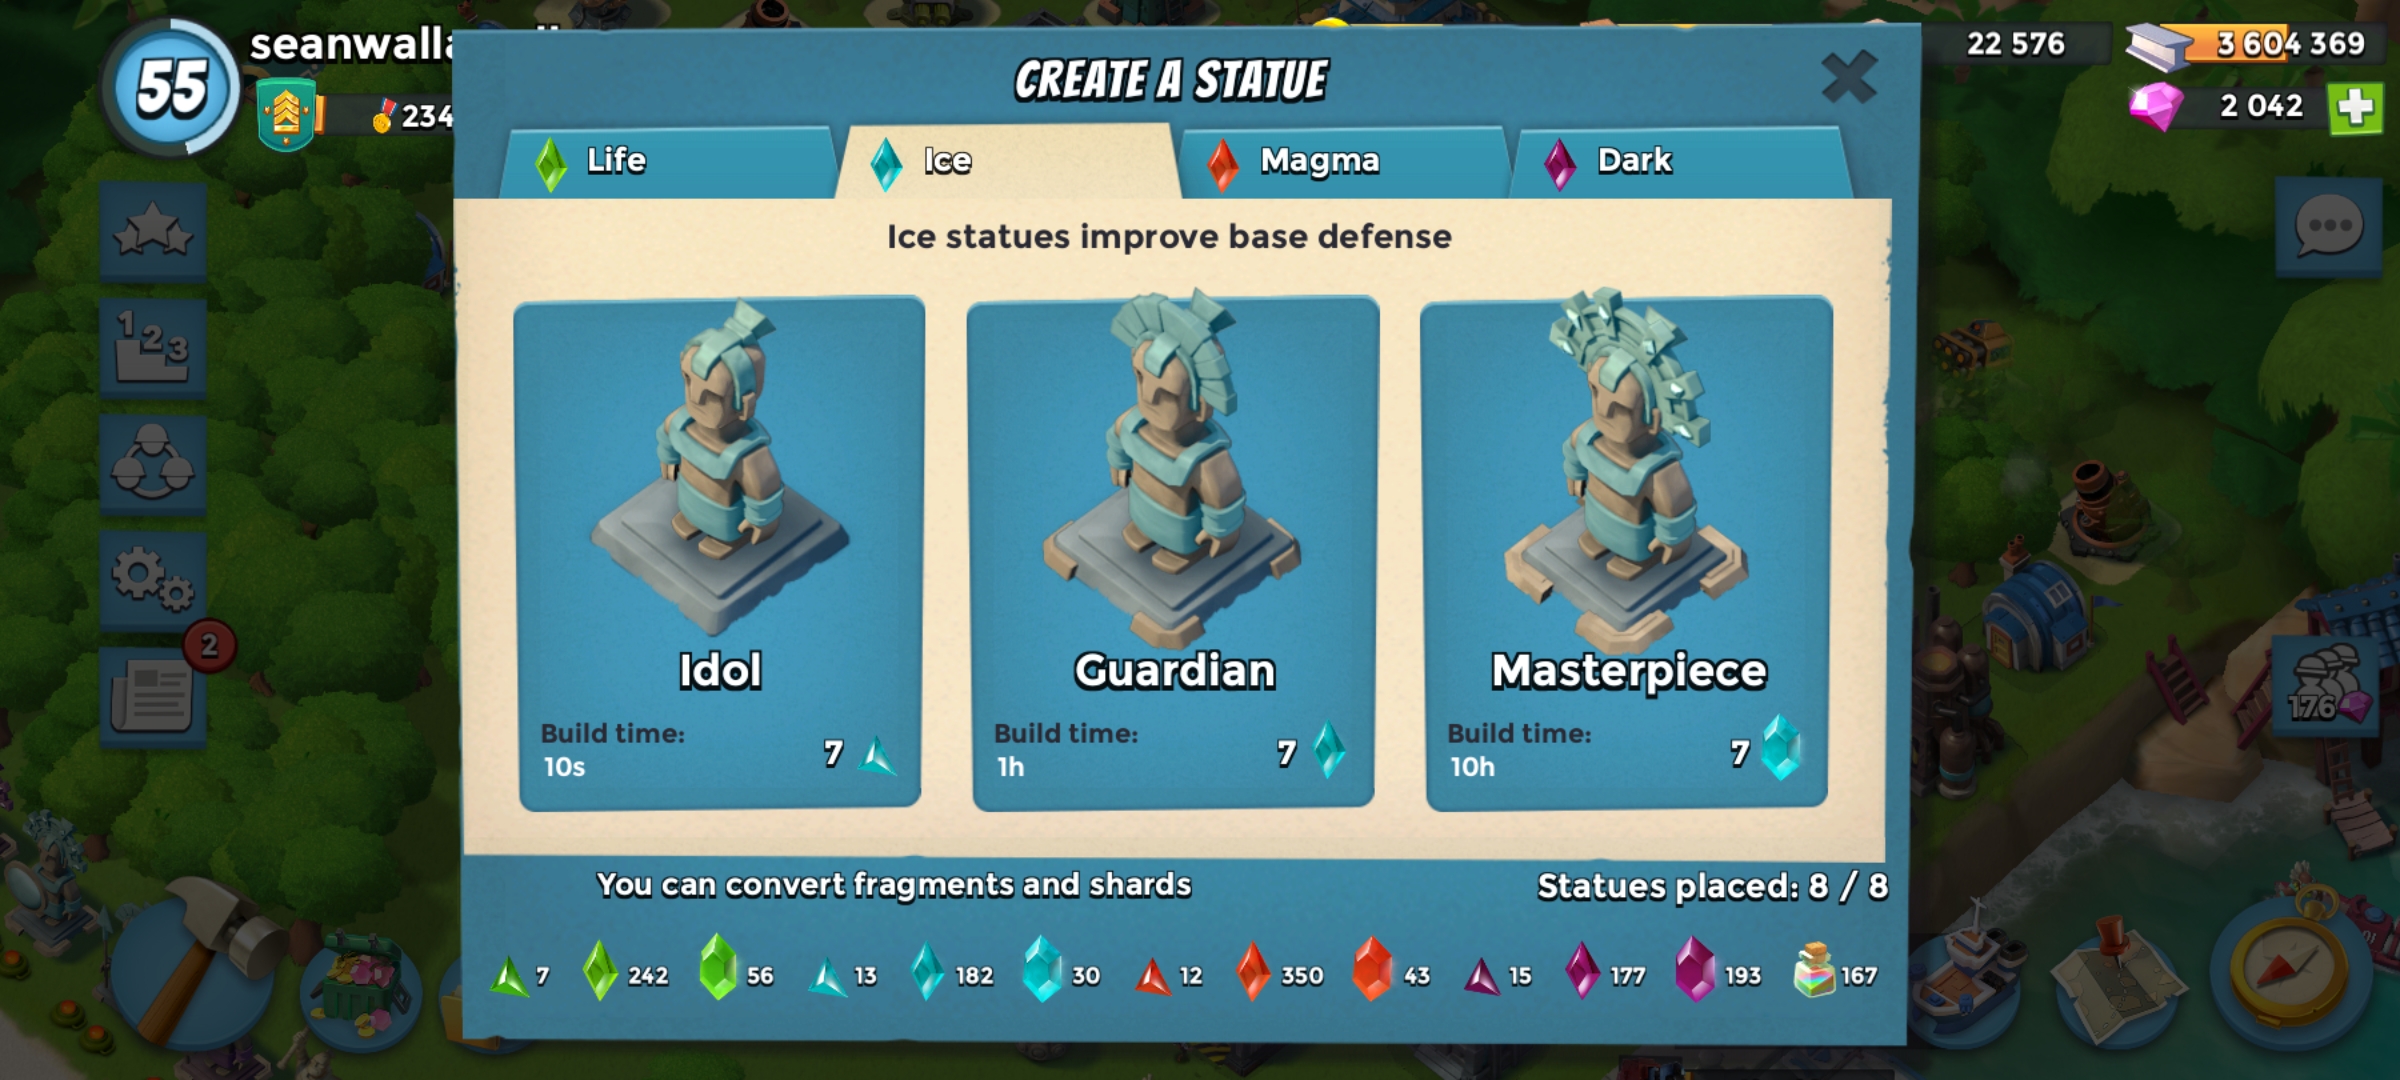 55
234
CREATE A STATUE
22 576
3 604 369
2 042
Life
Ice
Magma
Dark
Ice statues improve base defense
1 2 3
2
Idol
Guardian
Masterpiece
Build time:
10s
7
Build time:
1h
7
Build time:
10h
7
176
You can convert fragments and shards
Statues placed: 8 / 8
7
242
56
13
182
30
12
350
43
15
177
193
167